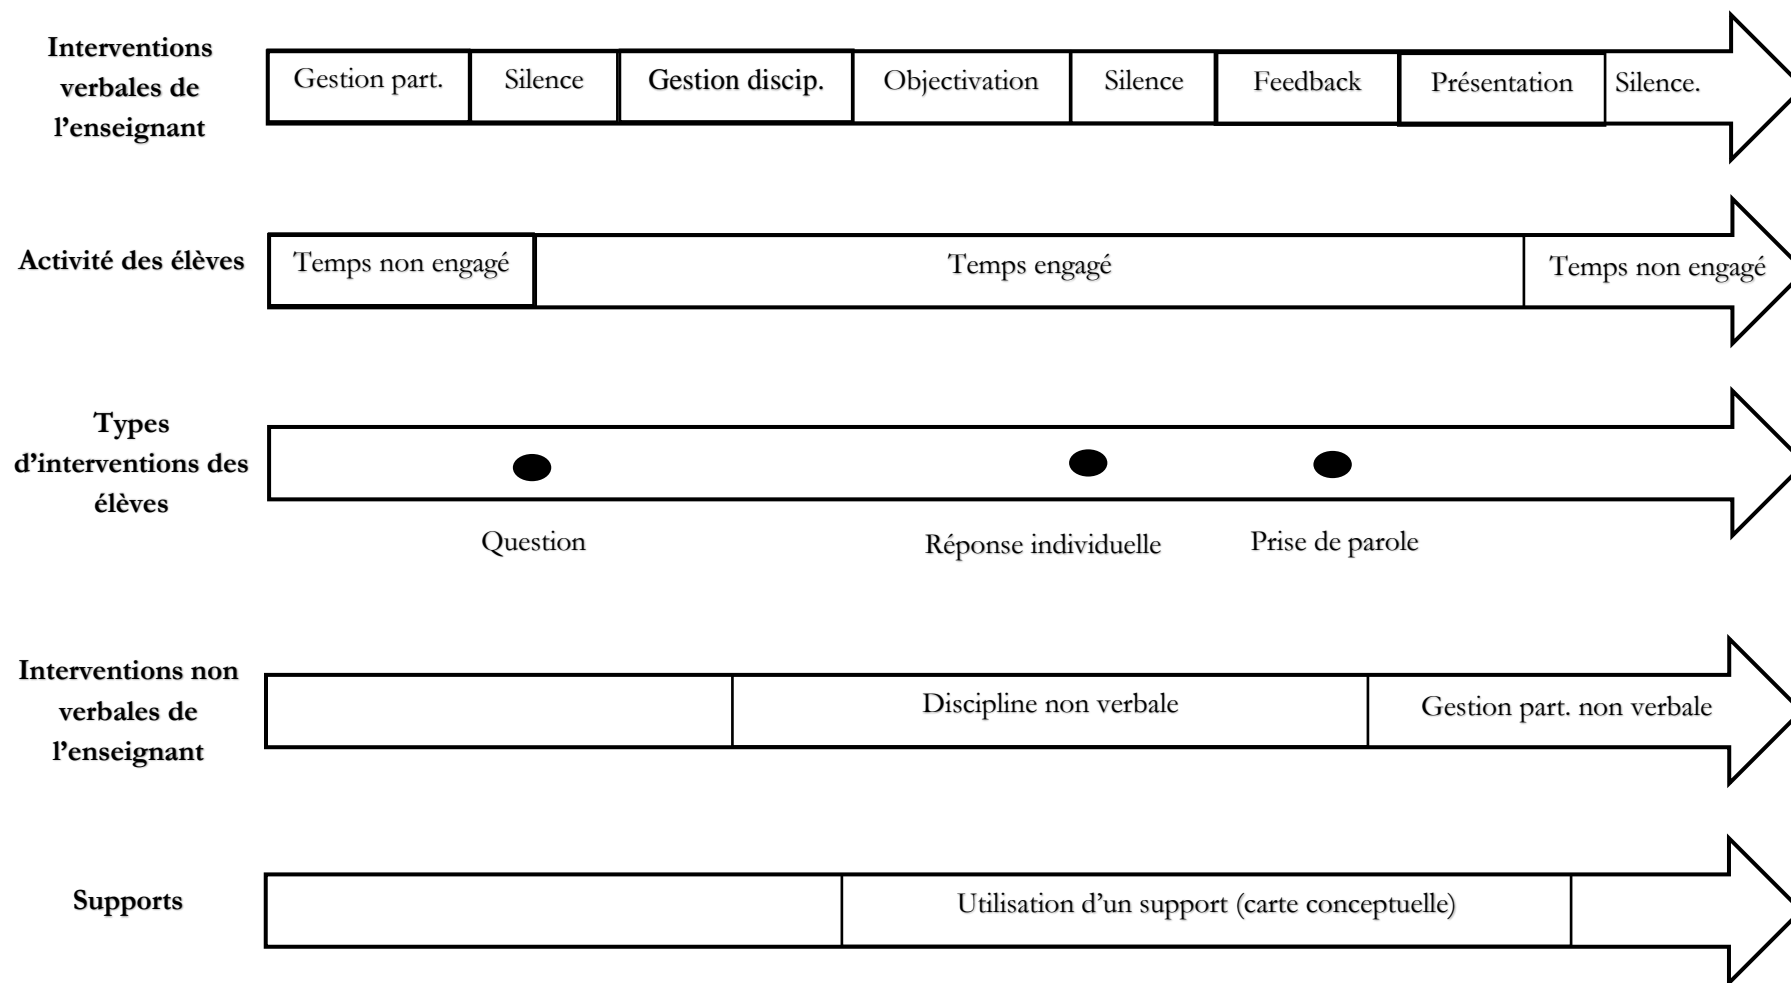 Interventions
verbales de
l’enseignant
Gestion part.
Silence
Gestion discip.
Objectivation
Silence
Feedback
Présentation
Silence.
Activité des élèves
Temps non engagé
Temps engagé
Temps non engagé
Types
d’interventions des
élèves
Question
Réponse individuelle
Prise de parole
Interventions non
verbales de
l’enseignant
Discipline non verbale
Gestion part. non verbale
Supports
Utilisation d’un support (carte conceptuelle)